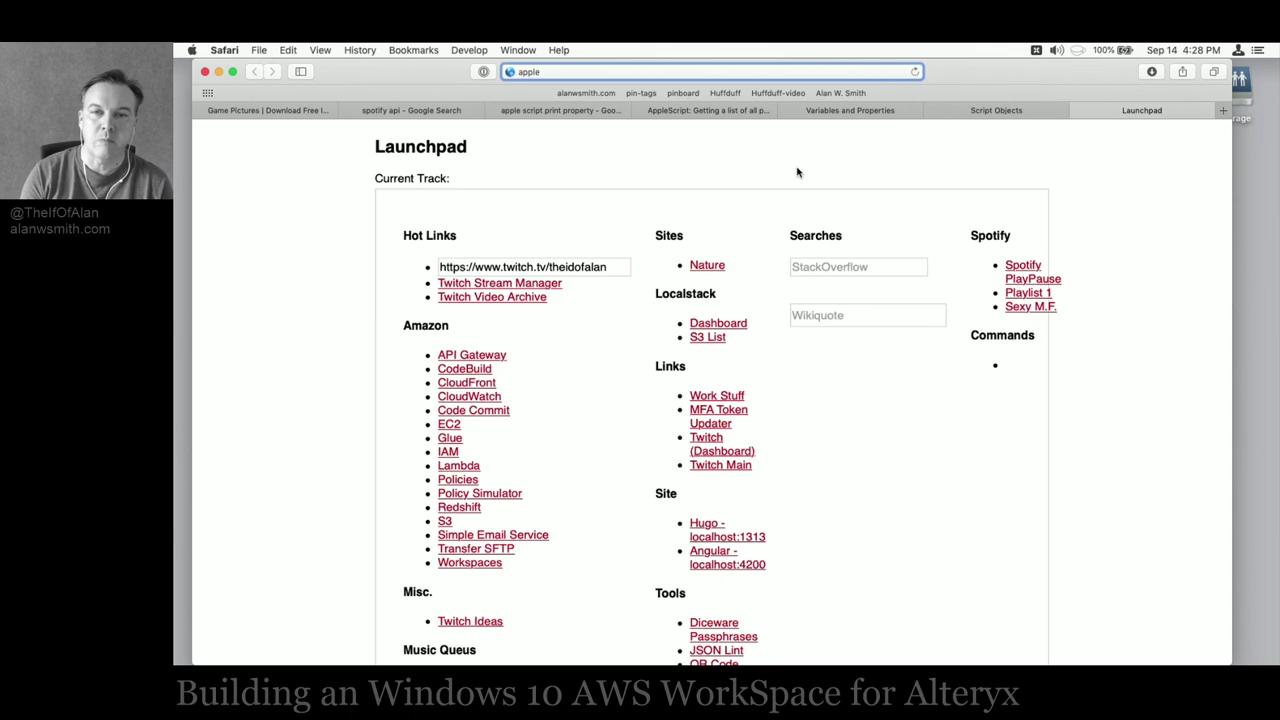 Safari File Edit View History Bookmarks Develop Window Help
100% Sep 14 4:28 PM
apple
alanwsmith.com pin-tags pinboard Huffduff Huffduff-video Alan W. Smith
Game Pictures | Download Free I... spotify api - Google Search apple script print property - Goo... AppleScript: Getting a list of all p... Variables and Properties Script Objects Launchpad
Launchpad
Current Track:
Hot Links
https://www.twitch.tv/theidofalan
Twitch Stream Manager
Twitch Video Archive
Amazon
API Gateway
CodeBuild
CloudFront
CloudWatch
Code Commit
EC2
Glue
IAM
Lambda
Policies
Policy Simulator
Redshift
S3
Simple Email Service
Transfer SFTP
Workspaces
Misc.
Twitch Ideas
Music Queus
Sites
Nature
Localstack
Dashboard
S3 List
Links
Work Stuff
MFA Token
Updater
Twitch
(Dashboard)
Twitch Main
Site
Hugo -
localhost:1313
Angular -
localhost:4200
Tools
Diceware
Passphrases
JSON Lint
QR Code
Searches
StackOverflow
Wikiquote
Spotify
Spotify
PlayPause
Playlist 1
Sexy M.F.
Commands
@TheIfOfAlan
alanwsmith.com
Building an Windows 10 AWS WorkSpace for Alteryx